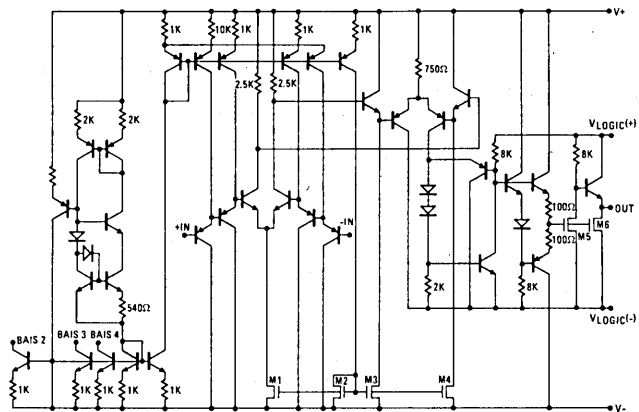 1K
10K
1K
1K
1K
V+
2K
2K
2.5K
2.5K
750Ω
VLOGIC(+)
8K
8K
+IN
-IN
100Ω
100Ω
OUT
M5
M6
540Ω
2K
8K
VLOGIC(-)
BAIS 2
BAIS 3
BAIS 4
M1
M2
M3
M4
1K
1K
1K
1K
1K
V-